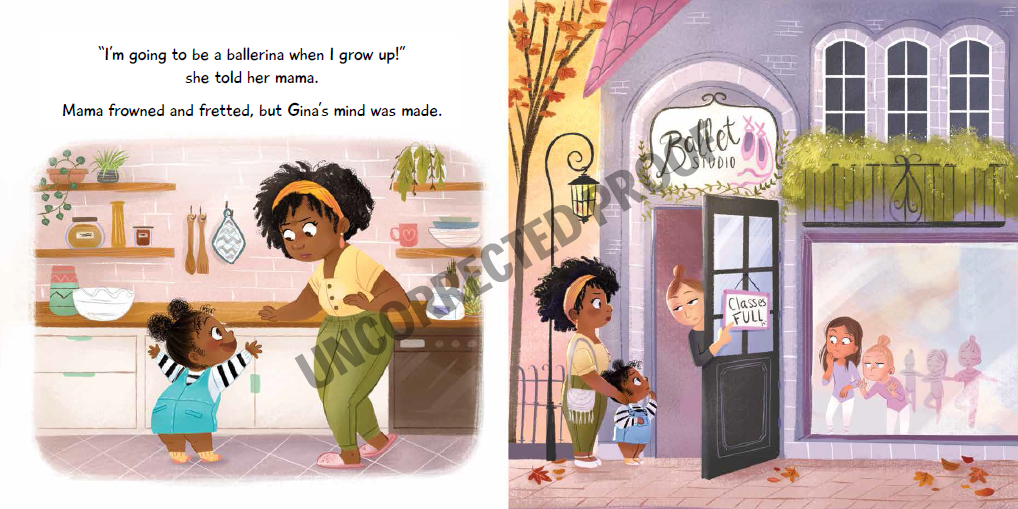 “I’m going to be a ballerina when I grow up!”
she told her mama.
Mama frowned and fretted, but Gina’s mind was made.
Ballet
STUDIO
Classes
FULL
UNCORRECTED PROOF